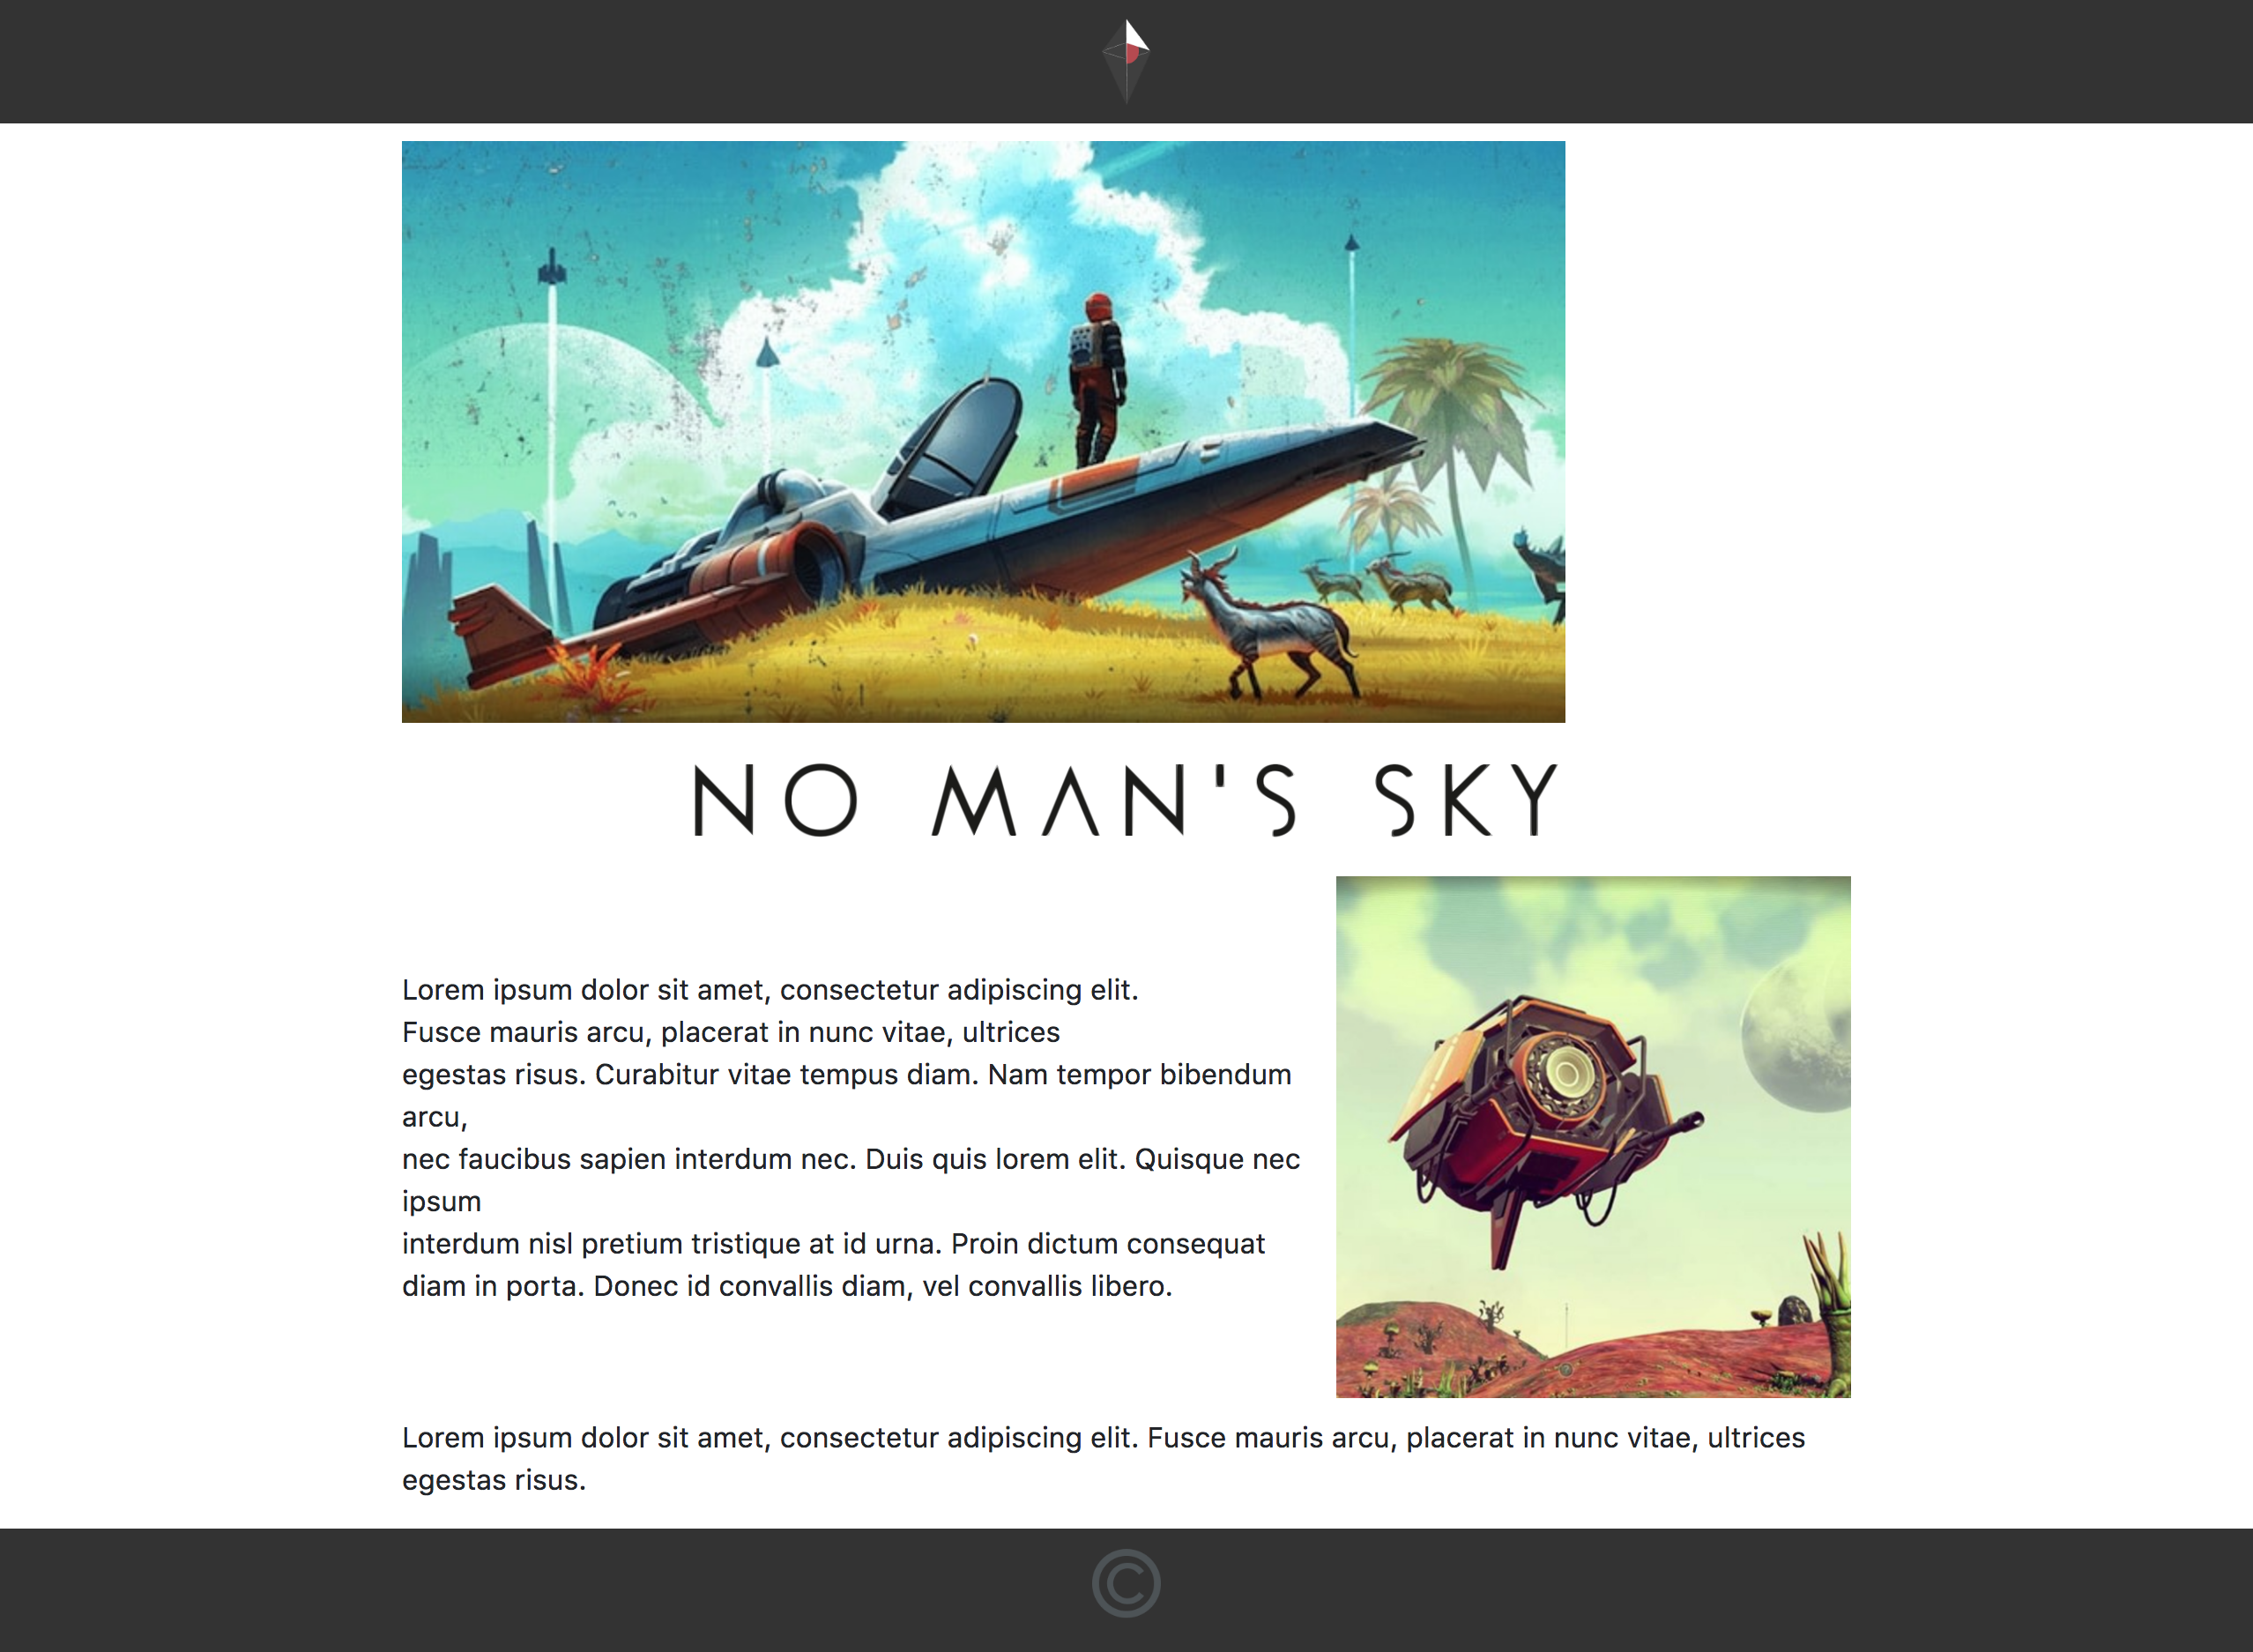 NO MAN'S SKY
Lorem ipsum dolor sit amet, consectetur adipiscing elit.
Fusce mauris arcu, placerat in nunc vitae, ultrices
egestas risus. Curabitur vitae tempus diam. Nam tempor bibendum
arcu,
nec faucibus sapien interdum nec. Duis quis lorem elit. Quisque nec
ipsum
interdum nisl pretium tristique at id urna. Proin dictum consequat
diam in porta. Donec id convallis diam, vel convallis libero.
Lorem ipsum dolor sit amet, consectetur adipiscing elit. Fusce mauris arcu, placerat in nunc vitae, ultrices
egestas risus.
©